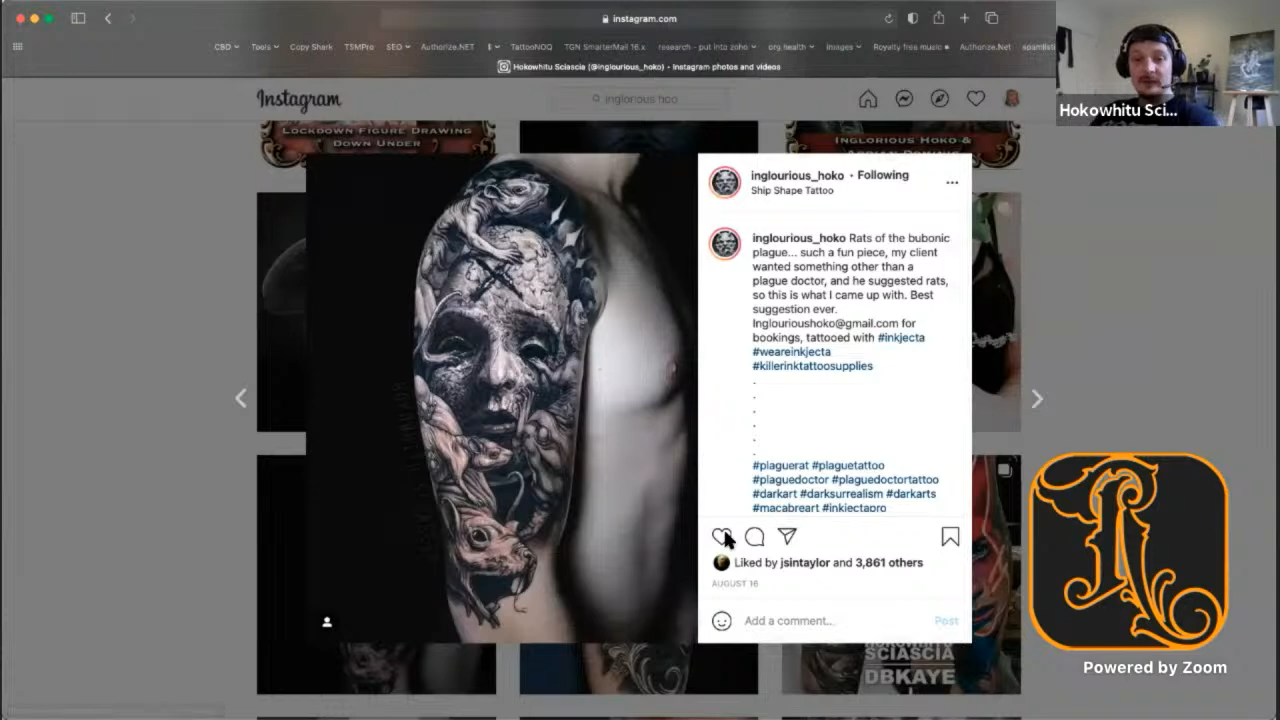 instagram.com
CBD Tools Copy Shark TSMPro SEO Authorize.NET $ TattooNOQ TGN SmarterMail 16.x research - put into zoho org health images Royalty free music Authorize.Net spamlist
Hokowhitu Sciascia (@inglourious_hoko) • Instagram photos and videos
Instagram
inglorious hoo
Hokowhitu Sci...
LOCKDOWN FIGURE DRAWING
DOWN UNDER
INGLORIOUS HOKO &
inglourious_hoko • Following
Ship Shape Tattoo
...
inglourious_hoko Rats of the bubonic
plague... such a fun piece, my client
wanted something other than a
plague doctor, and he suggested rats,
so this is what I came up with. Best
suggestion ever.
Inglourioushoko@gmail.com for
bookings, tattooed with #inkjecta
#weareinkjecta
#killerinktattoosupplies
.
.
.
.
.
.
#plaguerat #plaguetattoo
#plaguedoctor #plaguedoctortattoo
#darkart #darksurrealism #darkarts
#macabreart #inkjectapro
Liked by jsintaylor and 3,861 others
AUGUST 16
Add a comment... Post
HOKOWHITU
SCIASCIA
DBKAYE
Powered by Zoom